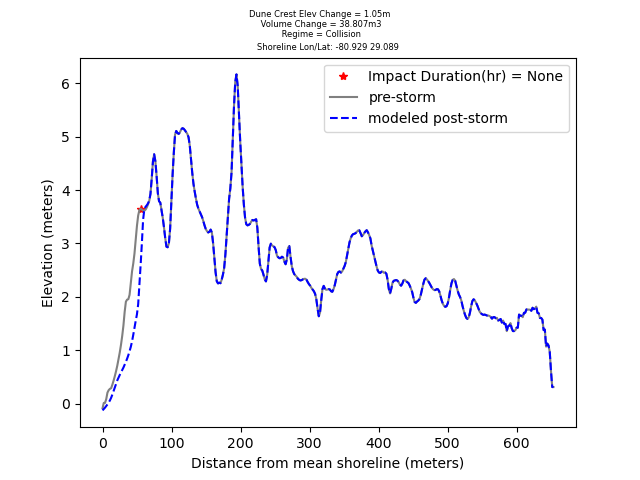 Dune Crest Elev Change = 1.05m
Volume Change = 38.807m3
Regime = Collision
Shoreline Lon/Lat: -80.929 29.089
Impact Duration(hr) = None
pre-storm
modeled post-storm
Elevation (meters)
6
5
4
3
2
1
0
0 100 200 300 400 500 600
Distance from mean shoreline (meters)